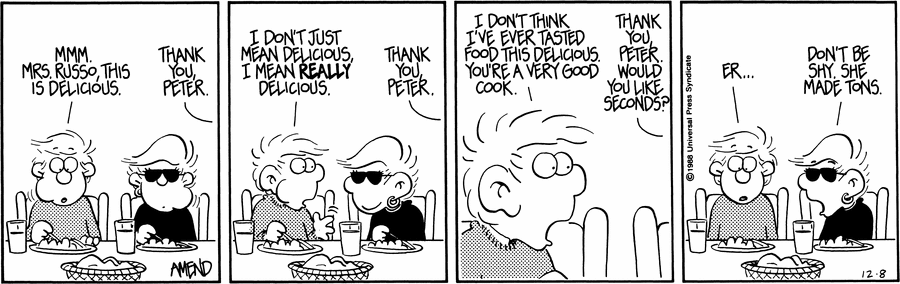 MMM.
MRS. RUSSO, THIS
IS DELICIOUS.
THANK
YOU,
PETER.
AMEND
I DON'T JUST
MEAN DELICIOUS,
I MEAN REALLY
DELICIOUS.
THANK
YOU,
PETER.
I DON'T THINK
I'VE EVER TASTED
FOOD THIS DELICIOUS.
YOU'RE A VERY GOOD
COOK.
THANK
YOU,
PETER.
WOULD
YOU LIKE
SECONDS?
©1988 Universal Press Syndicate
ER...
DON'T BE
SHY. SHE
MADE TONS.
12-8